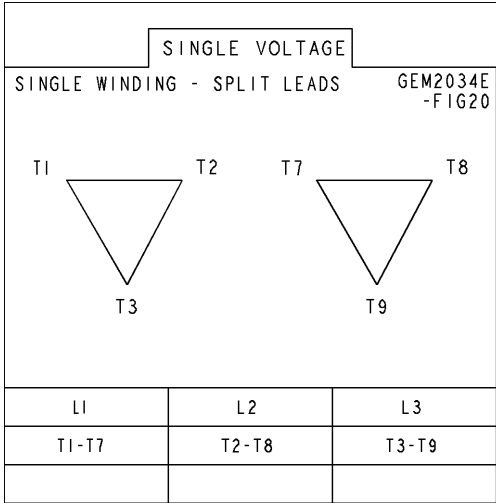 SINGLE VOLTAGE
SINGLE WINDING - SPLIT LEADS GEM2034E
-FIG20
T1 T2 T7 T8
T3 T9
L1 L2 L3
T1-T7 T2-T8 T3-T9